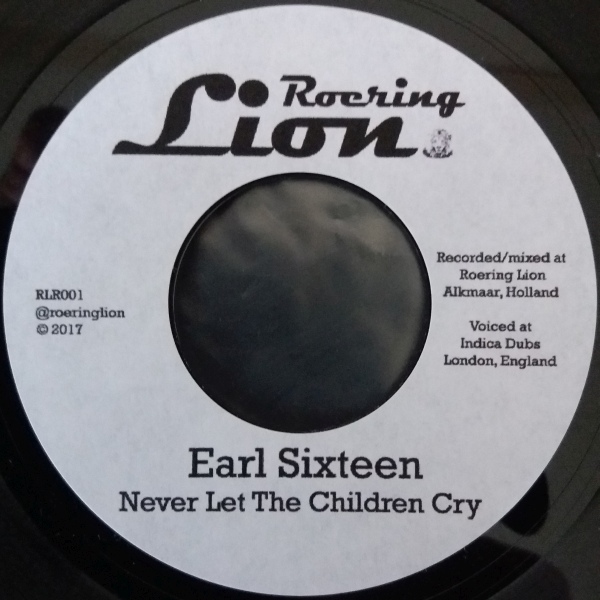 Roering
Lion
RLR001
@roeringlion
© 2017
Recorded/mixed at
Roering Lion
Alkmaar, Holland
Voiced at
Indica Dubs
London, England
Earl Sixteen
Never Let The Children Cry